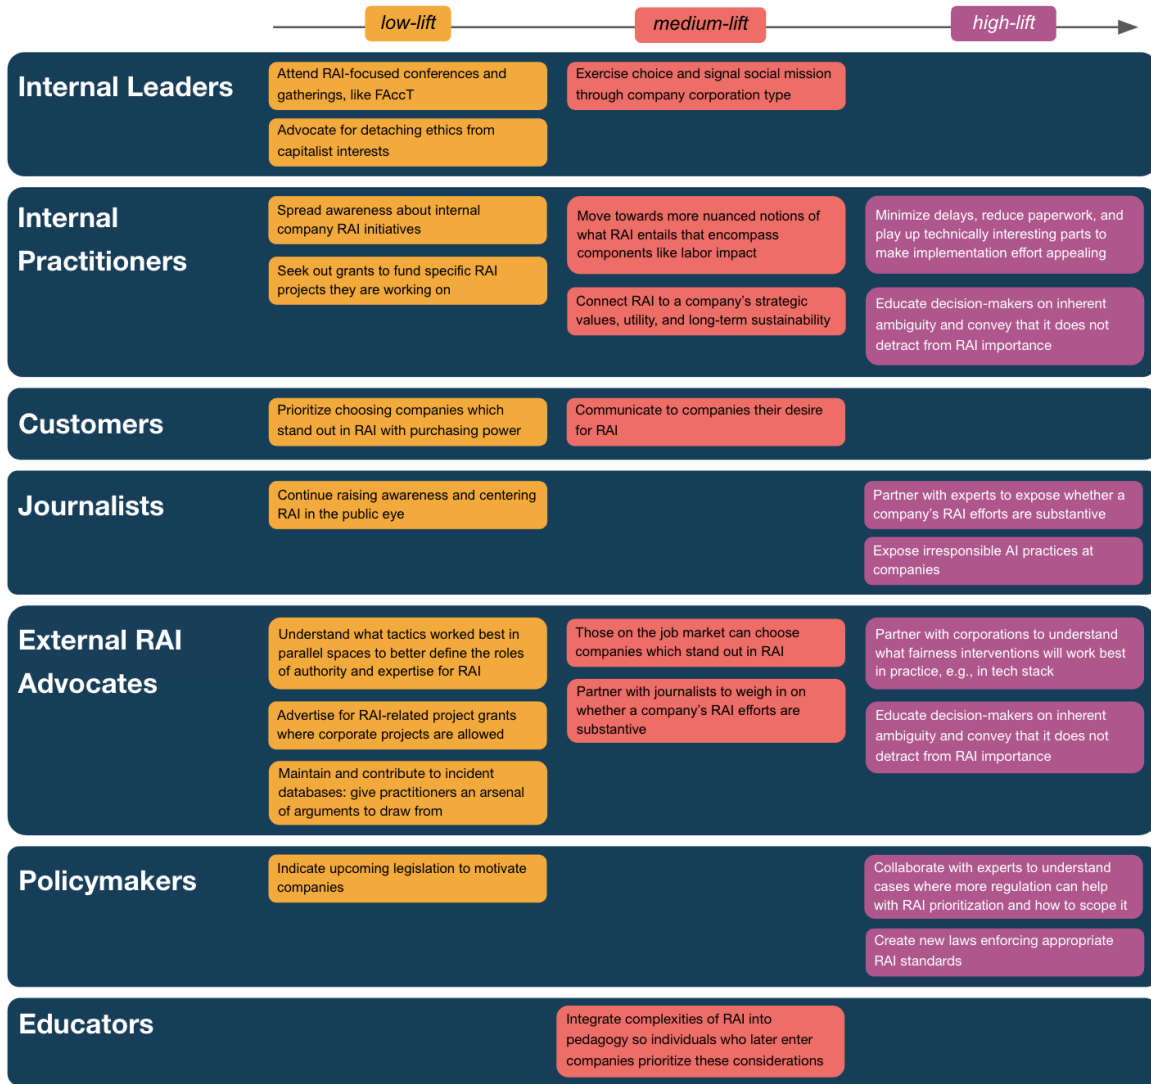 low-lift
medium-lift
high-lift
Internal Leaders
Attend RAI-focused conferences and
gatherings, like FAccT
Advocate for detaching ethics from
capitalist interests
Exercise choice and signal social mission
through company corporation type
Internal
Practitioners
Spread awareness about internal
company RAI initiatives
Seek out grants to fund specific RAI
projects they are working on
Move towards more nuanced notions of
what RAI entails that encompass
components like labor impact
Connect RAI to a company's strategic
values, utility, and long-term sustainability
Minimize delays, reduce paperwork, and
play up technically interesting parts to
make implementation effort appealing
Educate decision-makers on inherent
ambiguity and convey that it does not
detract from RAI importance
Customers
Prioritize choosing companies which
stand out in RAI with purchasing power
Communicate to companies their desire
for RAI
Journalists
Continue raising awareness and centering
RAI in the public eye
Partner with experts to expose whether a
company's RAI efforts are substantive
Expose irresponsible AI practices at
companies
External RAI
Advocates
Understand what tactics worked best in
parallel spaces to better define the roles
of authority and expertise for RAI
Advertise for RAI-related project grants
where corporate projects are allowed
Maintain and contribute to incident
databases: give practitioners an arsenal
of arguments to draw from
Those on the job market can choose
companies which stand out in RAI
Partner with journalists to weigh in on
whether a company's RAI efforts are
substantive
Partner with corporations to understand
what fairness interventions will work best
in practice, e.g., in tech stack
Educate decision-makers on inherent
ambiguity and convey that it does not
detract from RAI importance
Policymakers
Indicate upcoming legislation to motivate
companies
Collaborate with experts to understand
cases where more regulation can help
with RAI prioritization and how to scope it
Create new laws enforcing appropriate
RAI standards
Educators
Integrate complexities of RAI into
pedagogy so individuals who later enter
companies prioritize these considerations